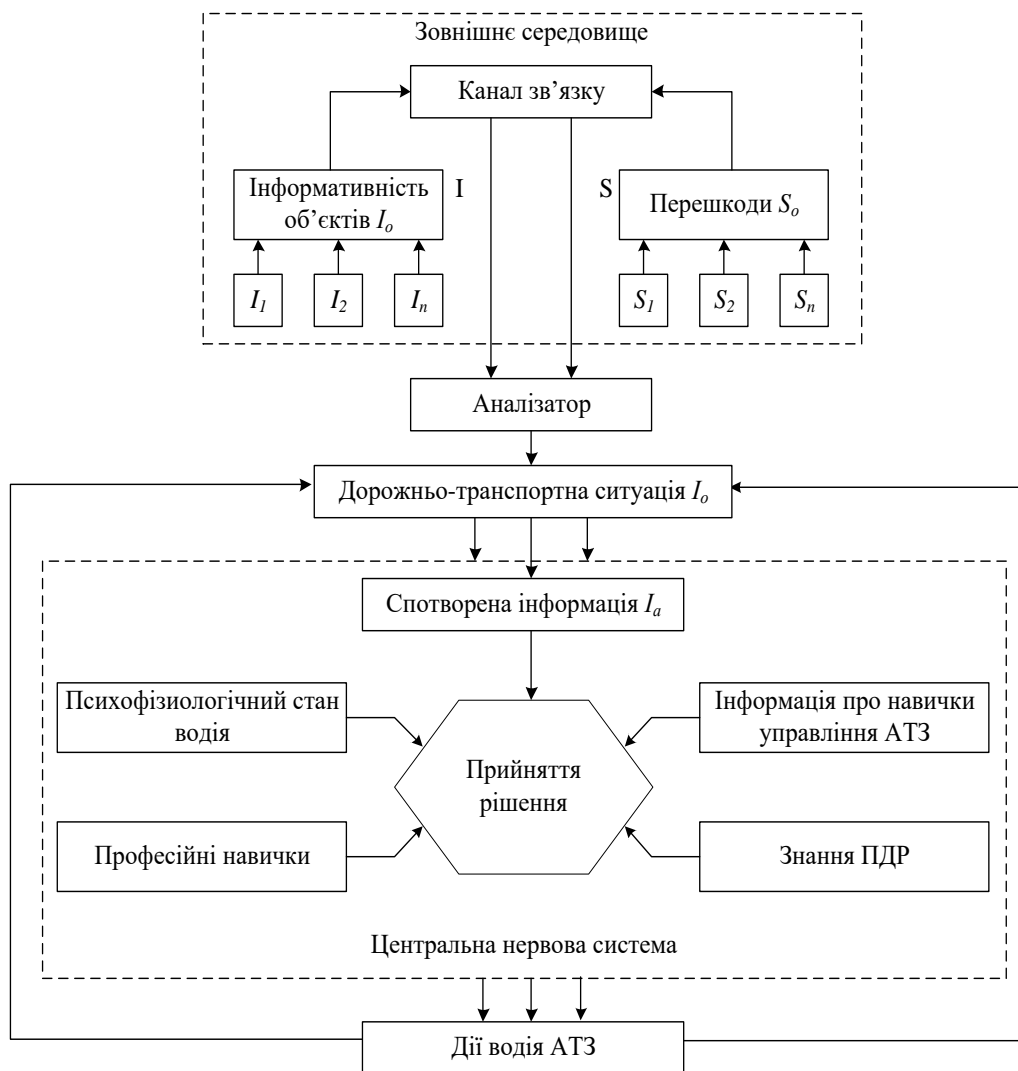 Зовнішнє середовище
Канал зв’язку
Інформативність
об’єктів Iₒ
I
S
Перешкоди Sₒ
I₁
I₂
Iₙ
S₁
S₂
Sₙ
Аналізатор
Дорожньо-транспортна ситуація Iₒ
Спотворена інформація Iₐ
Психофізиологічний стан
водія
Інформація про навички
управління АТЗ
Прийняття
рішення
Професійні навички
Знання ПДР
Центральна нервова система
Дії водія АТЗ